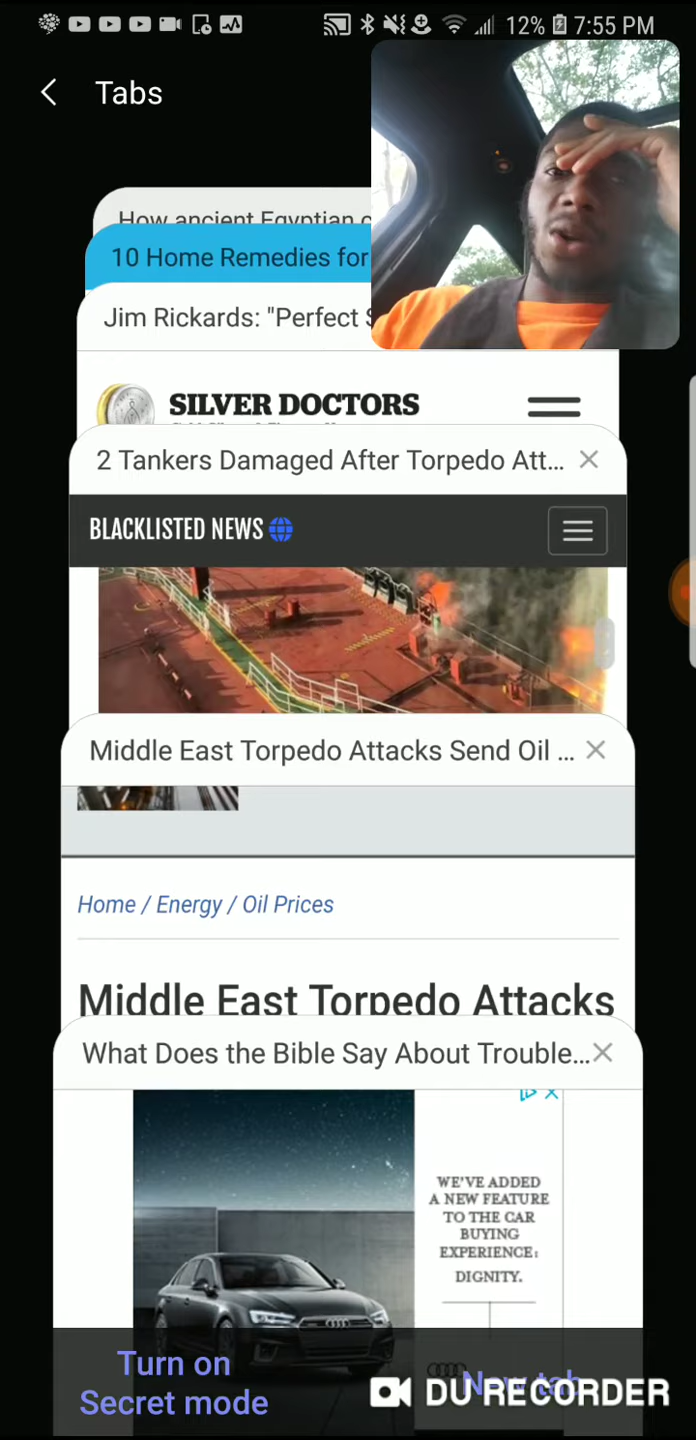 12% 7:55 PM
Tabs
How ancient Egyptian c
10 Home Remedies for
Jim Rickards: "Perfect S
SILVER DOCTORS
2 Tankers Damaged After Torpedo Att...
BLACKLISTED NEWS
Middle East Torpedo Attacks Send Oil ...
Home / Energy / Oil Prices
Middle East Torpedo Attacks
What Does the Bible Say About Trouble...
WE'VE ADDED
A NEW FEATURE
TO THE CAR
BUYING
EXPERIENCE:
DIGNITY.
Turn on
Secret mode
New tab
DU RECORDER